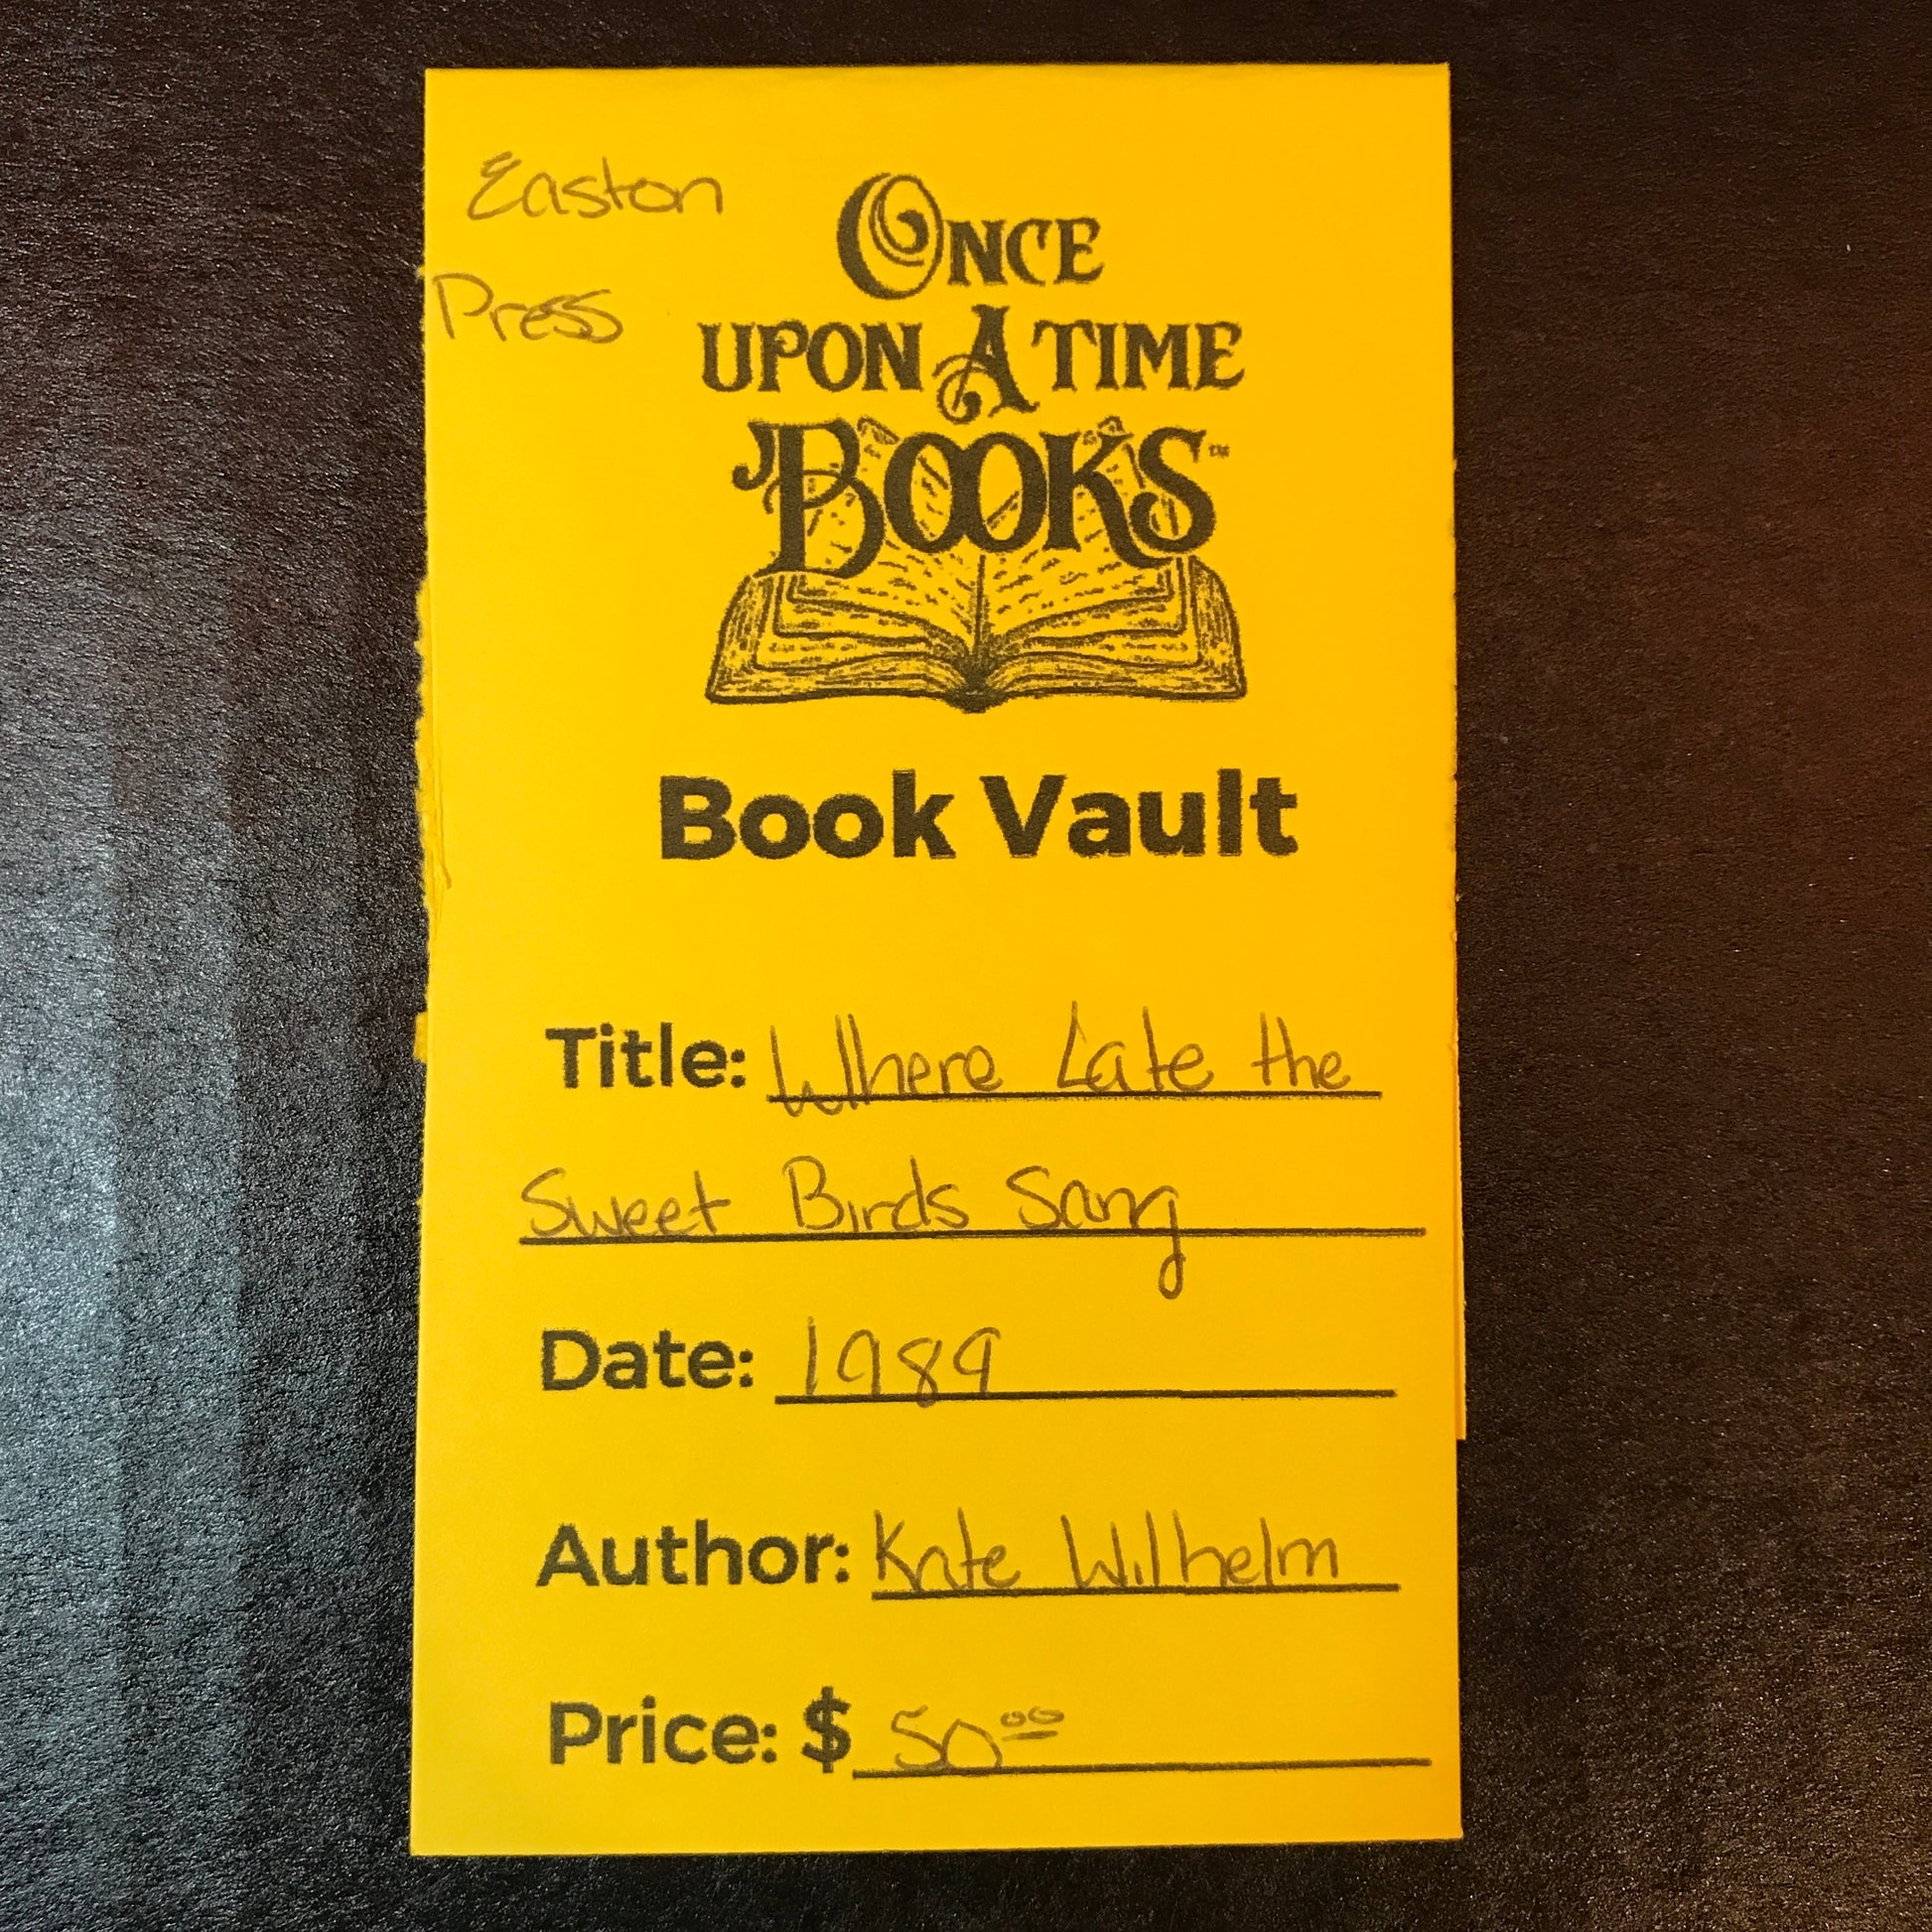 Easton
Press
ONCE
UPON A TIME
BOOKS™
Book Vault
Title: Where Late the
Sweet Birds Sang
Date: 1989
Author: Kate Wilhelm
Price: $ 50.00